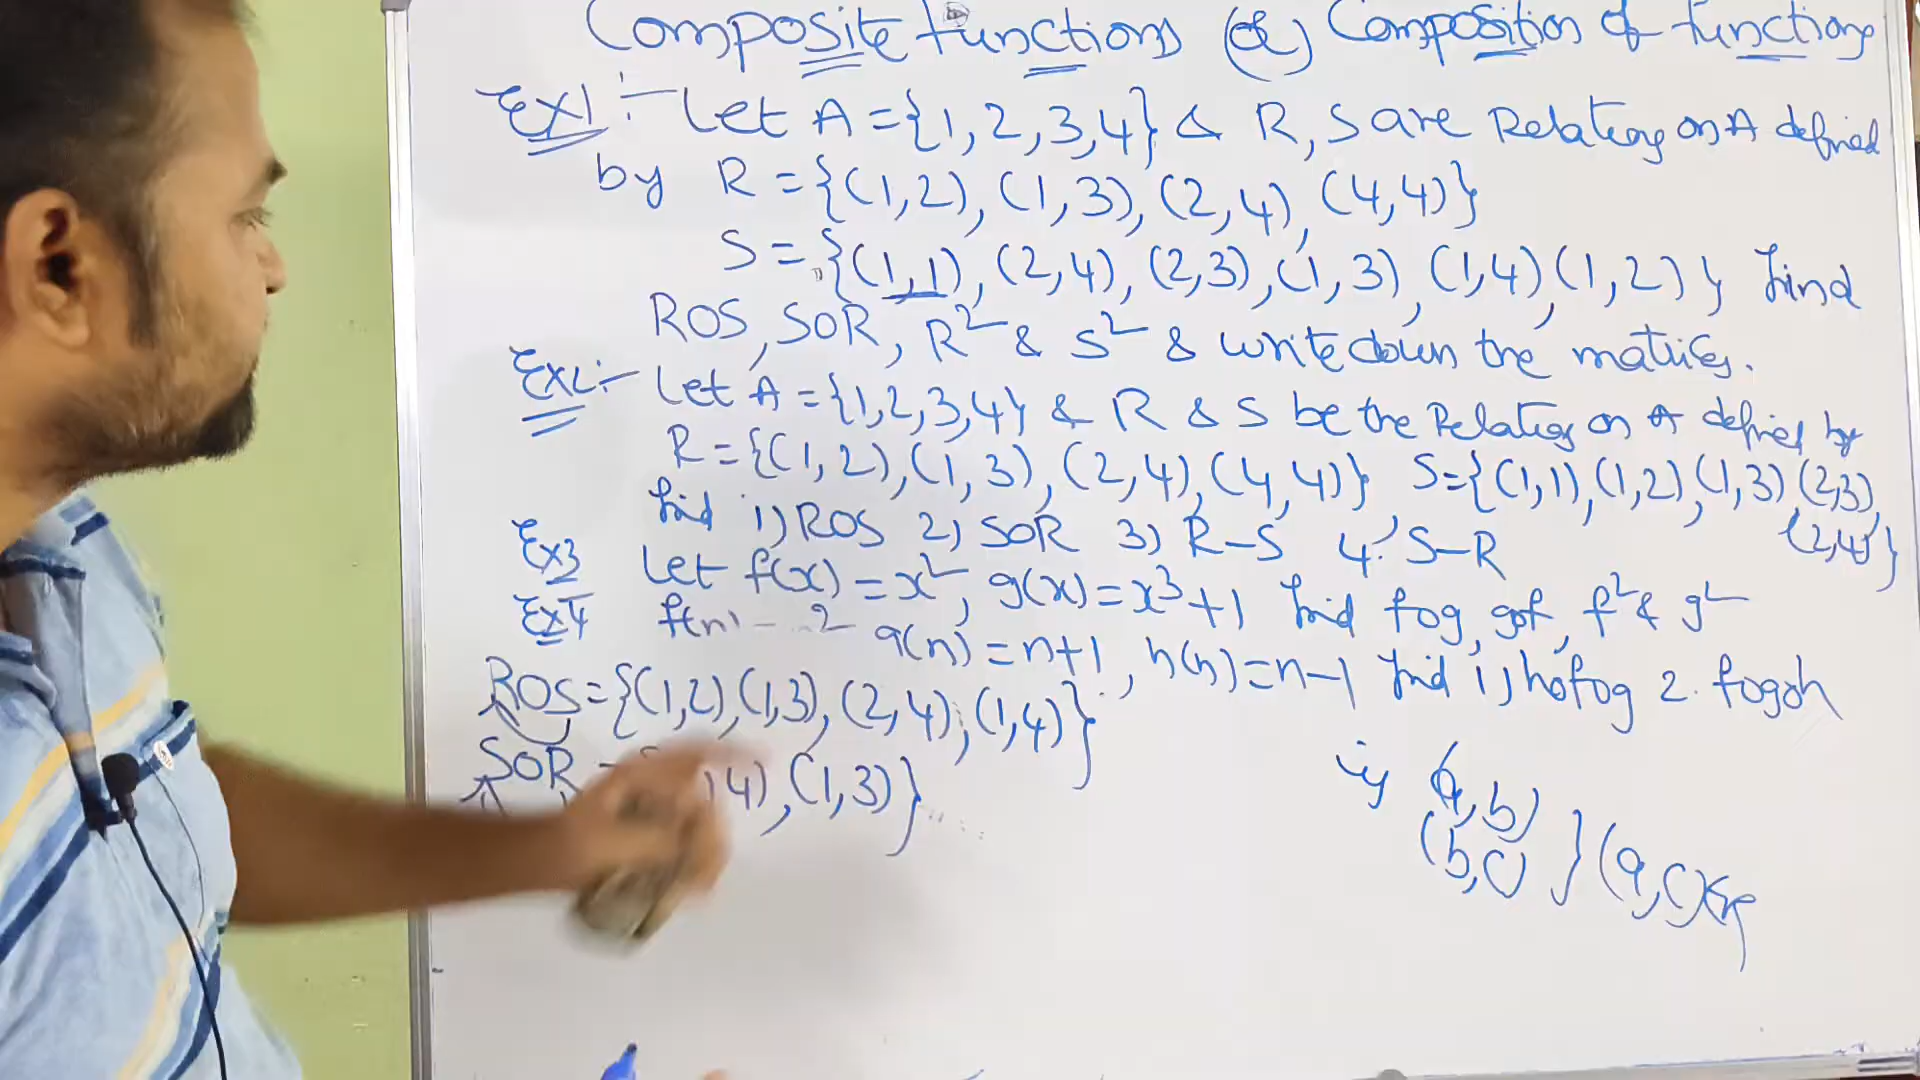 Composite functions (or) Composition of functions
Ex1:- Let A={1,2,3,4} & R, S are Relations on A defined
by R={(1,2),(1,3),(2,4),(4,4)}
S={(1,1),(2,4),(2,3),(1,3),(1,4),(1,2)} find
ROS, SOR, R² & S² & write down the matrices.
Ex2:- Let A={1,2,3,4} & R & S be the Relations on A defined by
R={(1,2),(1,3),(2,4),(4,4)} S={(1,1),(1,2),(1,3)(2,3),
(2,4)}
find 1) ROS 2) SOR 3) R-S 4. S-R
Ex3 Let f(x)=x², g(x)=x³+1 find fog, gof, f² & g²
Ex4 f(n) 2 g(n)=n+1, h(n)=n-1 find 1) hofog 2. fogoh
ROS={(1,2),(1,3),(2,4),(1,4)}
SOR 4),(1,3)}
(a,b)
(b,c) } (a,c)